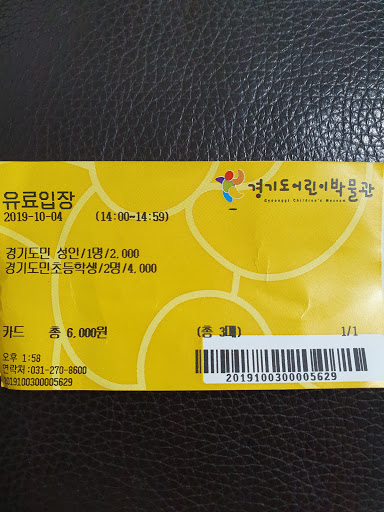 유료입장
경기도어린이박물관
Gyeonggi Children's Museum
2019-10-04 (14:00-14:59)
경기도민 성인/1명/2,000
경기도민초등학생/2명/4,000
카드 총 6,000원 (총 3매) 1/1
오후 1:58
연락처:031-270-8600
2019100300005629
2019100300005629